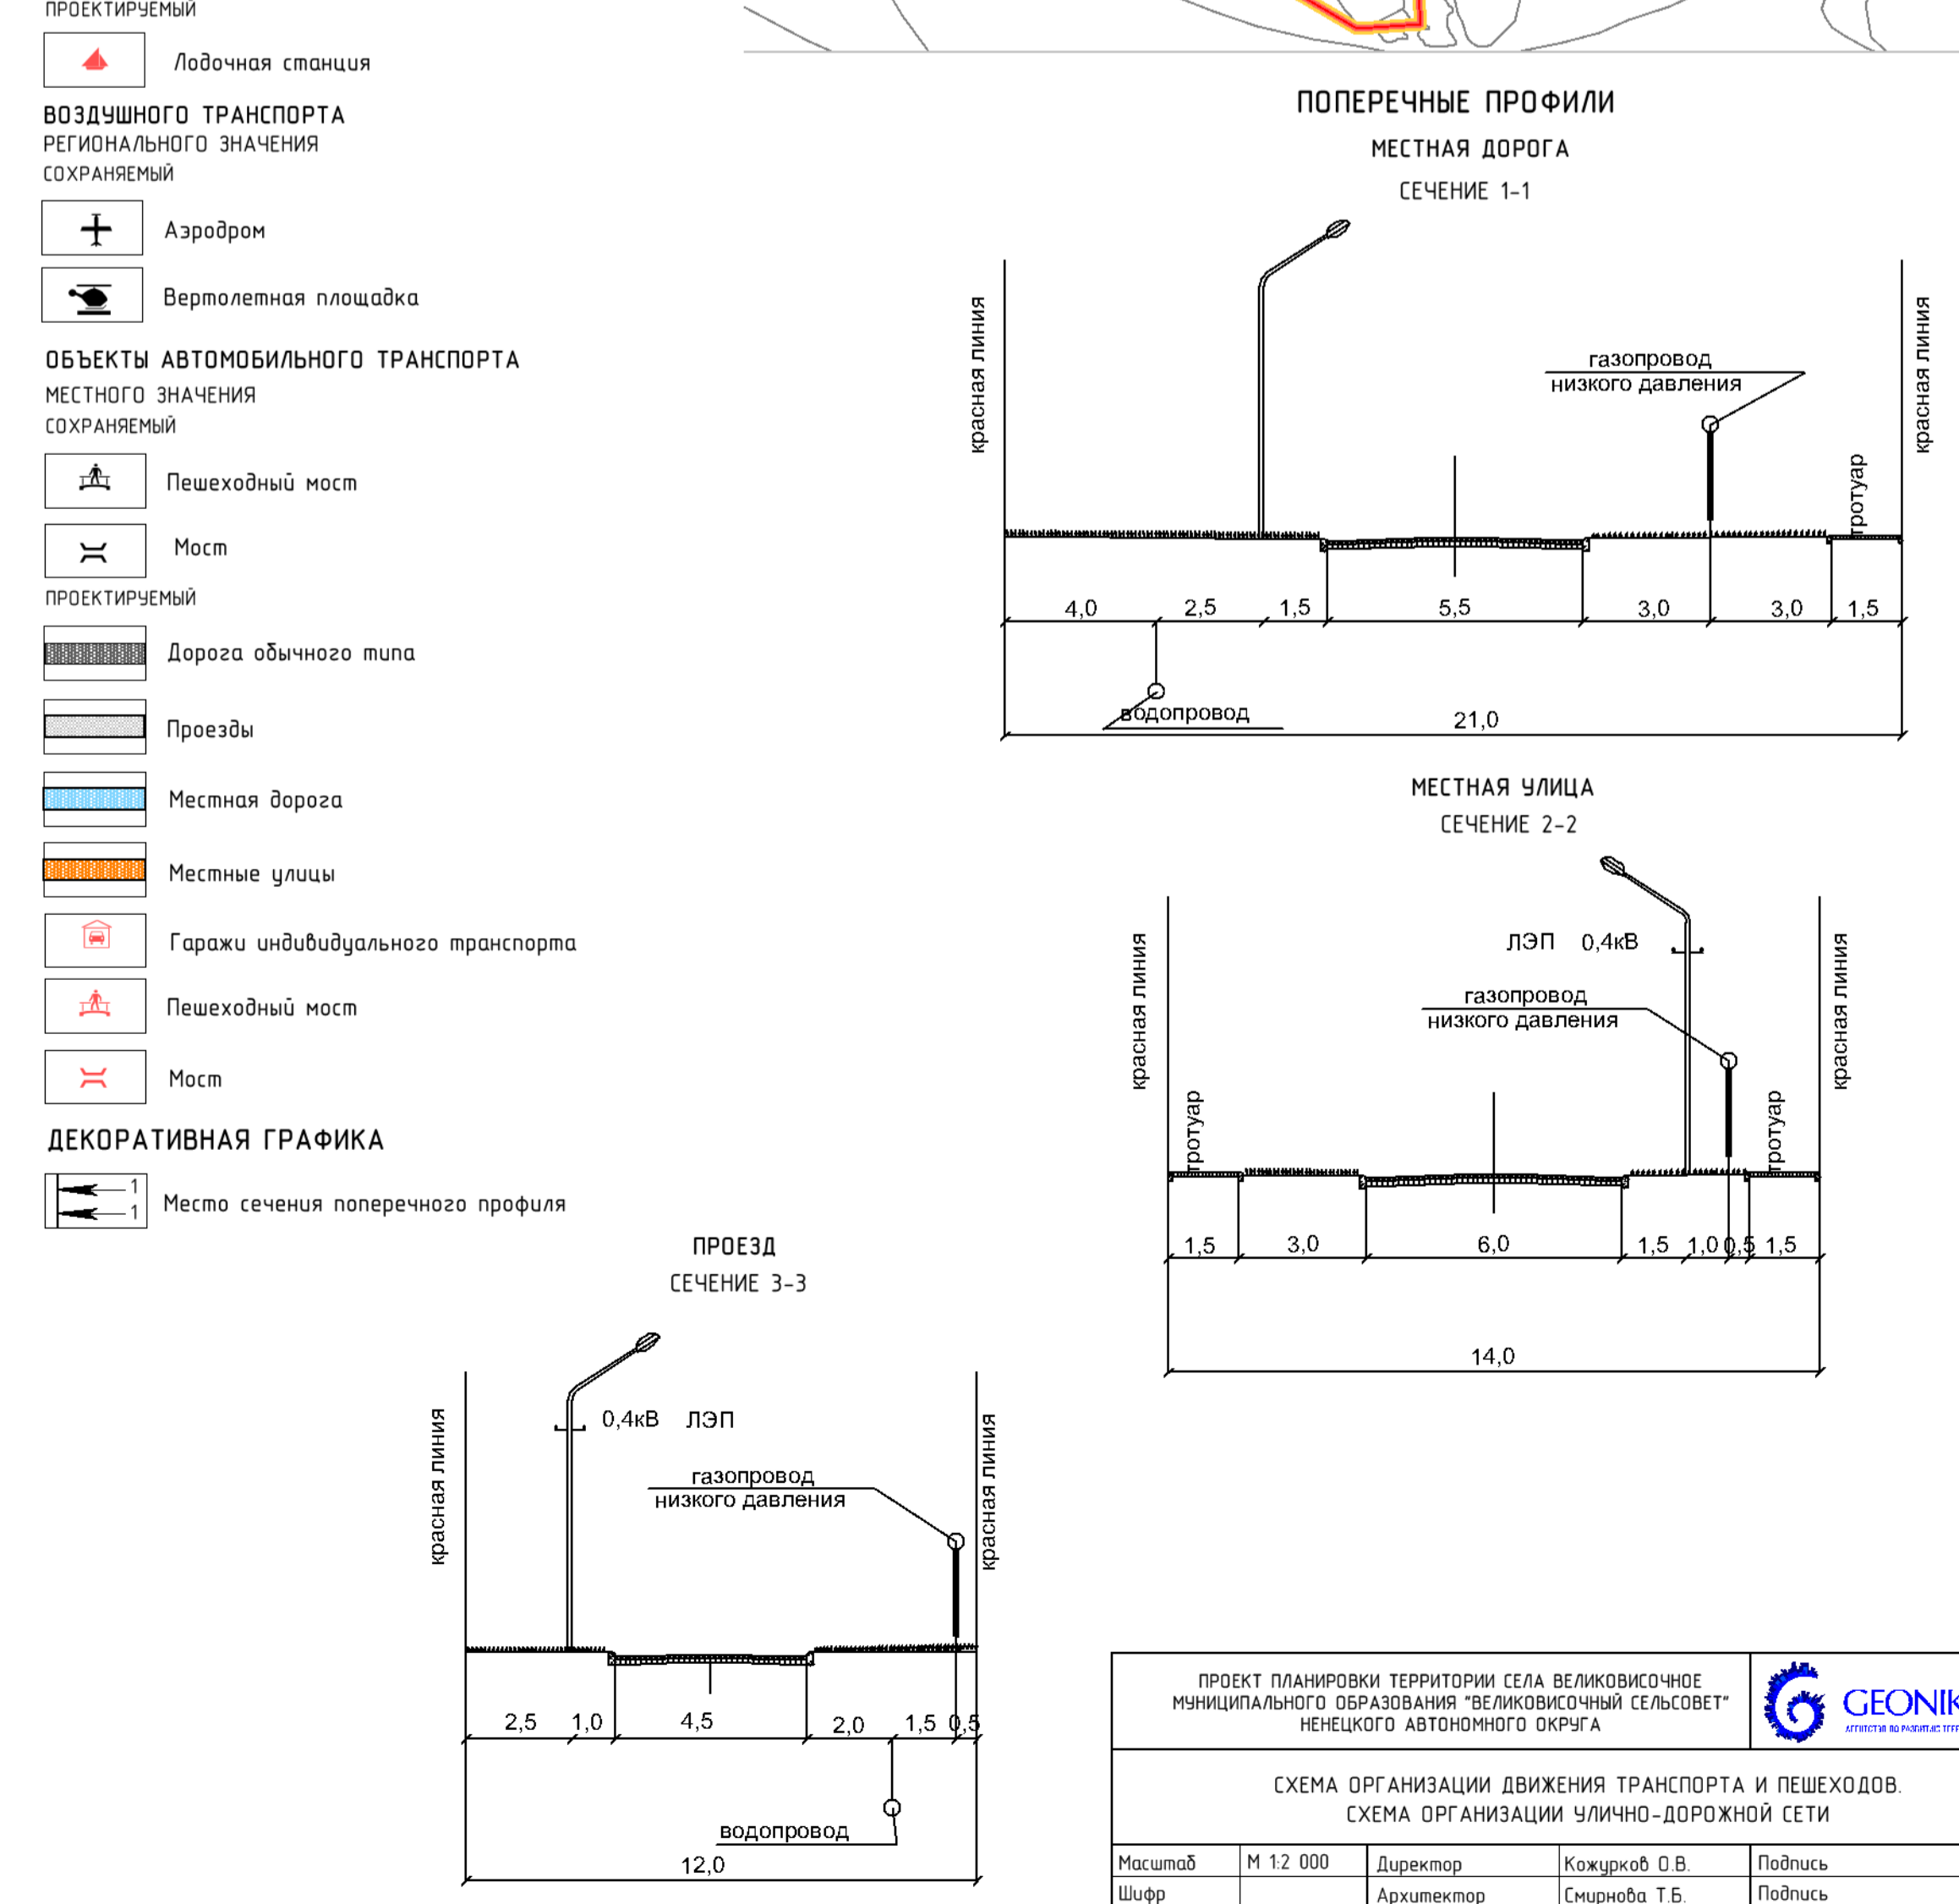 ПРОЕКТИРУЕМЫЙ
Лодочная станция
ВОЗДУШНОГО ТРАНСПОРТА
РЕГИОНАЛЬНОГО ЗНАЧЕНИЯ
СОХРАНЯЕМЫЙ
Аэродром
Вертолетная площадка
ОБЪЕКТЫ АВТОМОБИЛЬНОГО ТРАНСПОРТА
МЕСТНОГО ЗНАЧЕНИЯ
СОХРАНЯЕМЫЙ
Пешеходный мост
Мост
ПРОЕКТИРУЕМЫЙ
Дорога обычного типа
Проезды
Местная дорога
Местные улицы
Гаражи индивидуального транспорта
Пешеходный мост
Мост
ДЕКОРАТИВНАЯ ГРАФИКА
1
1
Место сечения поперечного профиля
ПОПЕРЕЧНЫЕ ПРОФИЛИ
МЕСТНАЯ ДОРОГА
СЕЧЕНИЕ 1-1
красная линия
газопровод
низкого давления
тротуар
красная линия
4,0 2,5 1,5 5,5 3,0 3,0 1,5
водопровод
21,0
МЕСТНАЯ УЛИЦА
СЕЧЕНИЕ 2-2
красная линия
ЛЭП 0,4кВ
газопровод
низкого давления
тротуар
тротуар
красная линия
1,5 3,0 6,0 1,5 1,0 0,5 1,5
14,0
ПРОЕЗД
СЕЧЕНИЕ 3-3
красная линия
0,4кВ ЛЭП
газопровод
низкого давления
красная линия
2,5 1,0 4,5 2,0 1,5 0,5
водопровод
12,0
ПРОЕКТ ПЛАНИРОВКИ ТЕРРИТОРИИ СЕЛА ВЕЛИКОВИСОЧНОЕ
МУНИЦИПАЛЬНОГО ОБРАЗОВАНИЯ "ВЕЛИКОВИСОЧНЫЙ СЕЛЬСОВЕТ"
НЕНЕЦКОГО АВТОНОМНОГО ОКРУГА
GEONIK
СХЕМА ОРГАНИЗАЦИИ ДВИЖЕНИЯ ТРАНСПОРТА И ПЕШЕХОДОВ.
СХЕМА ОРГАНИЗАЦИИ УЛИЧНО-ДОРОЖНОЙ СЕТИ
Масштаб М 1:2 000 Директор Кожурков О.В. Подпись
Шифр Архитектор Смирнова Т.Б. Подпись